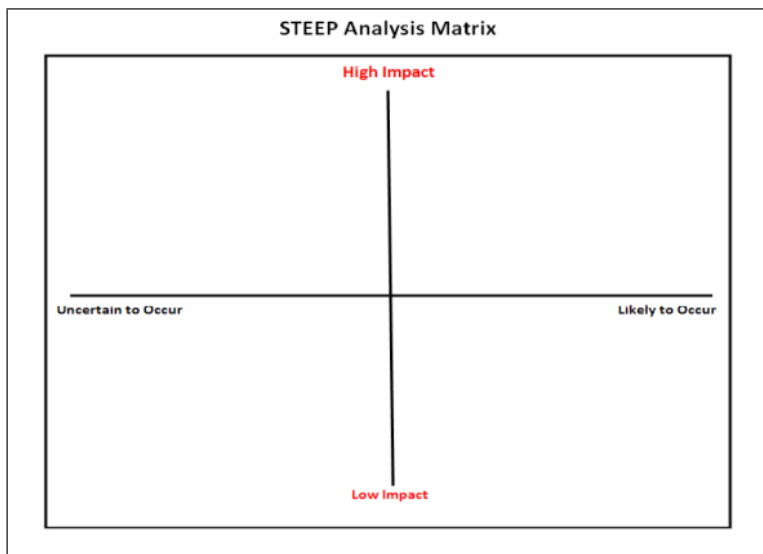 STEEP Analysis Matrix
High Impact
Uncertain to Occur
Likely to Occur
Low Impact